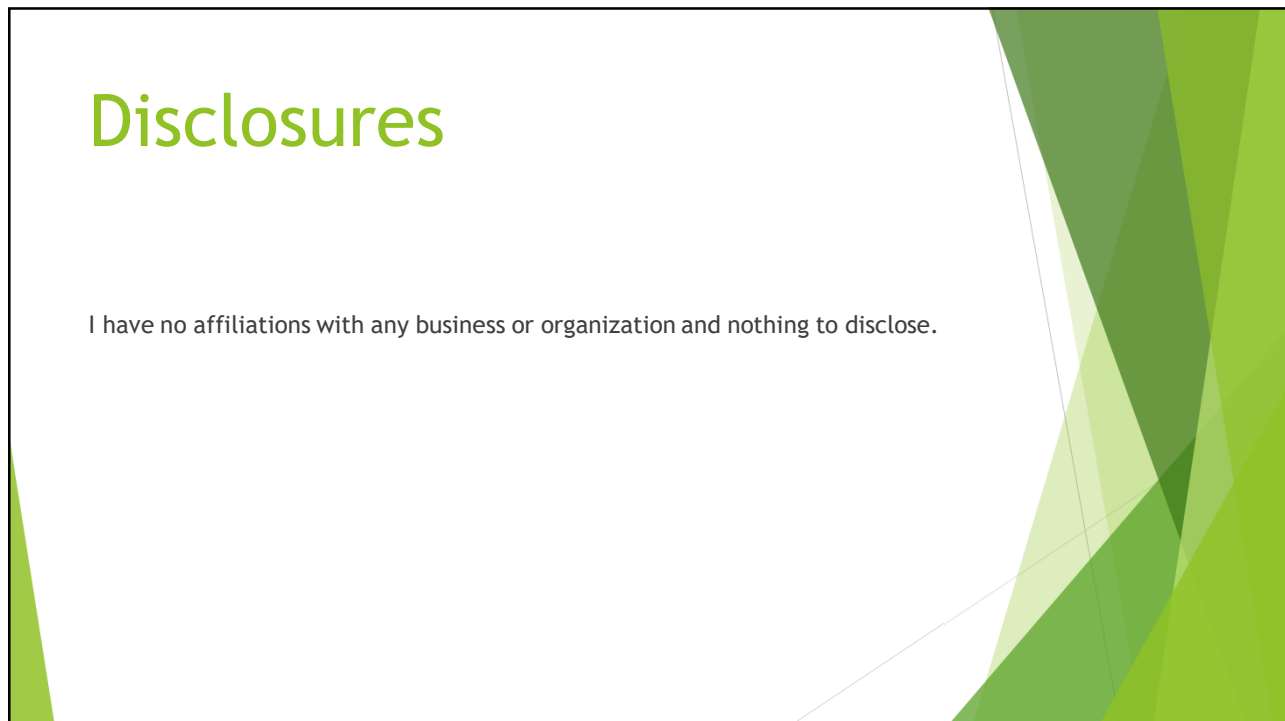 Disclosures
I have no affiliations with any business or organization and nothing to disclose.